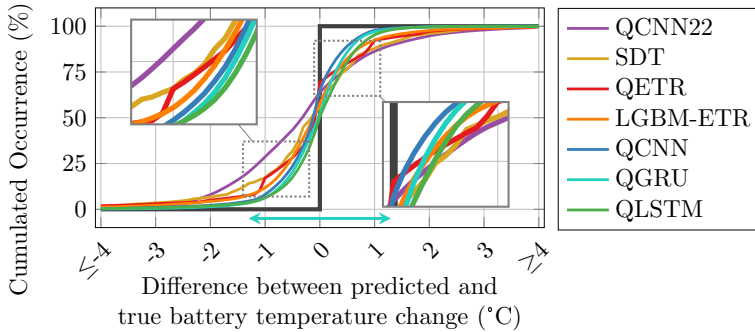 Cumulated Occurrence (%)
100
75
50
25
0
≤-4
-3
-2
-1
0
1
2
3
≥4
Difference between predicted and
true battery temperature change (°C)
QCNN22
SDT
QETR
LGBM-ETR
QCNN
QGRU
QLSTM